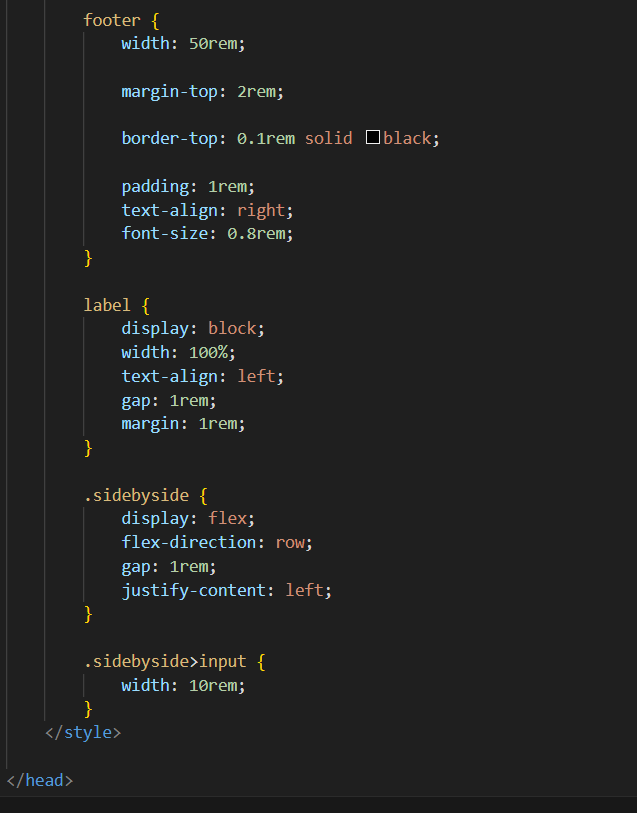 footer {
width: 50rem;
margin-top: 2rem;
border-top: 0.1rem solid black;
padding: 1rem;
text-align: right;
font-size: 0.8rem;
}
label {
display: block;
width: 100%;
text-align: left;
gap: 1rem;
margin: 1rem;
}
.sidebyside {
display: flex;
flex-direction: row;
gap: 1rem;
justify-content: left;
}
.sidebyside>input {
width: 10rem;
}
</style>
</head>